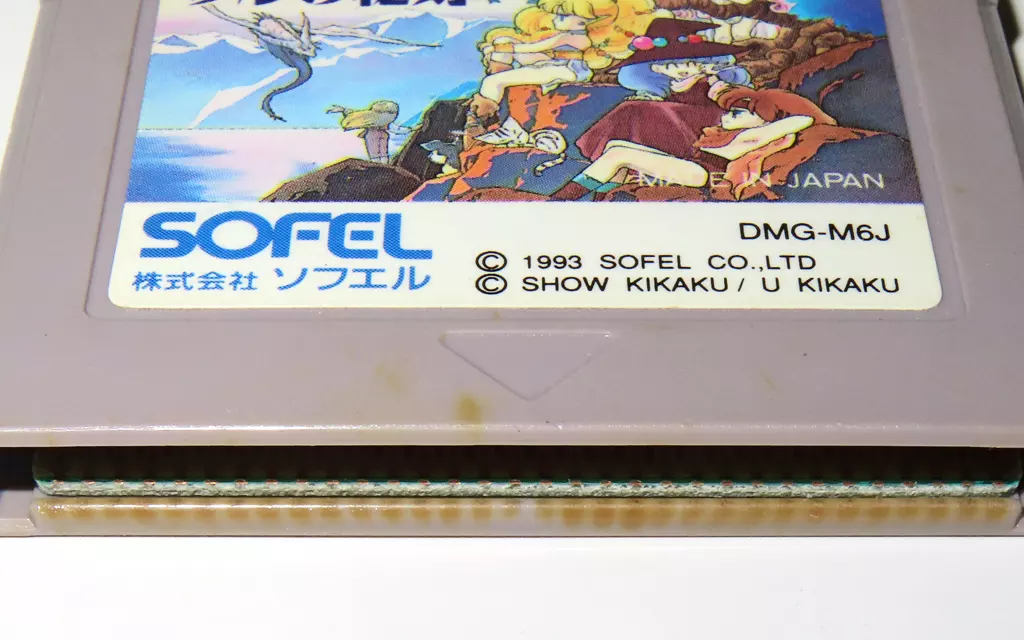 MADE IN JAPAN
SOFEL
株式会社 ソフエル
DMG-M6J
© 1993 SOFEL CO.,LTD
© SHOW KIKAKU / U KIKAKU